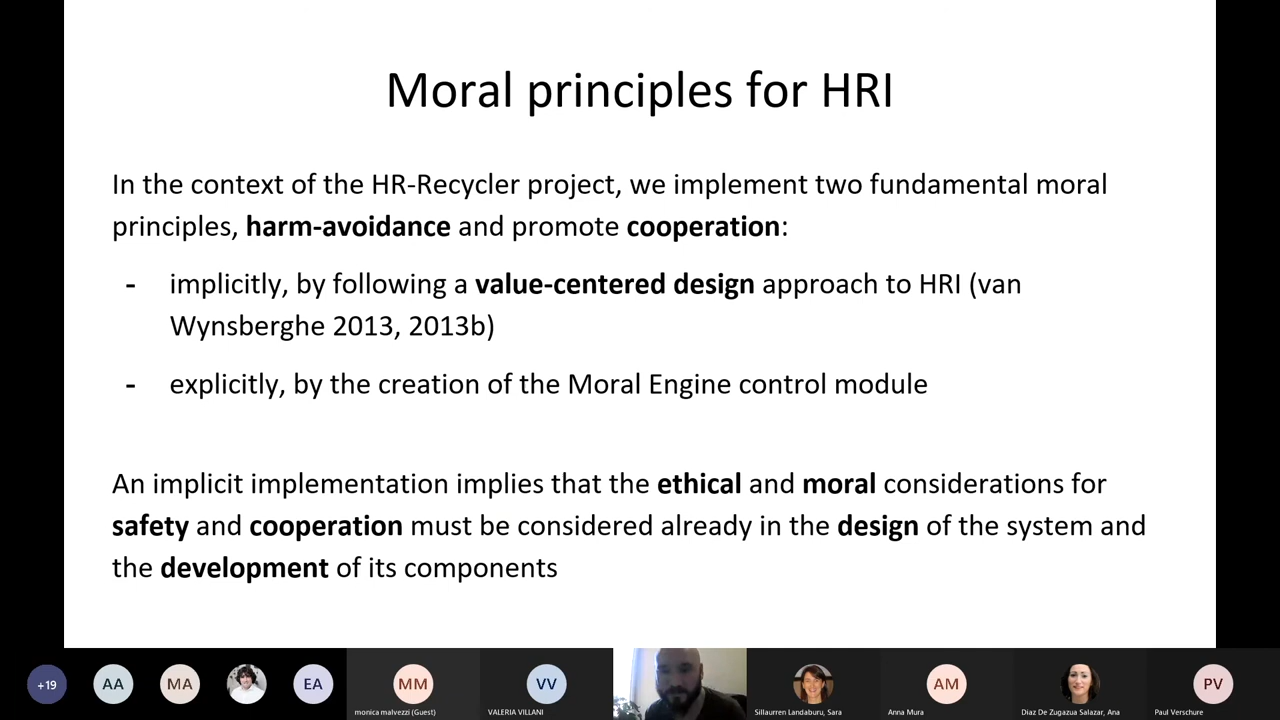 Moral principles for HRI
In the context of the HR-Recycler project, we implement two fundamental moral
principles, harm-avoidance and promote cooperation:
- implicitly, by following a value-centered design approach to HRI (van
Wynsberghe 2013, 2013b)
- explicitly, by the creation of the Moral Engine control module
An implicit implementation implies that the ethical and moral considerations for
safety and cooperation must be considered already in the design of the system and
the development of its components
+19
AA
MA
EA
MM
VV
AM
PV
monica malvezzi (Guest)
VALERIA VILLANI
Sillaurren Landaburu, Sara
Anna Mura
Díaz De Zugazua Salazar, Ana
Paul Verschure